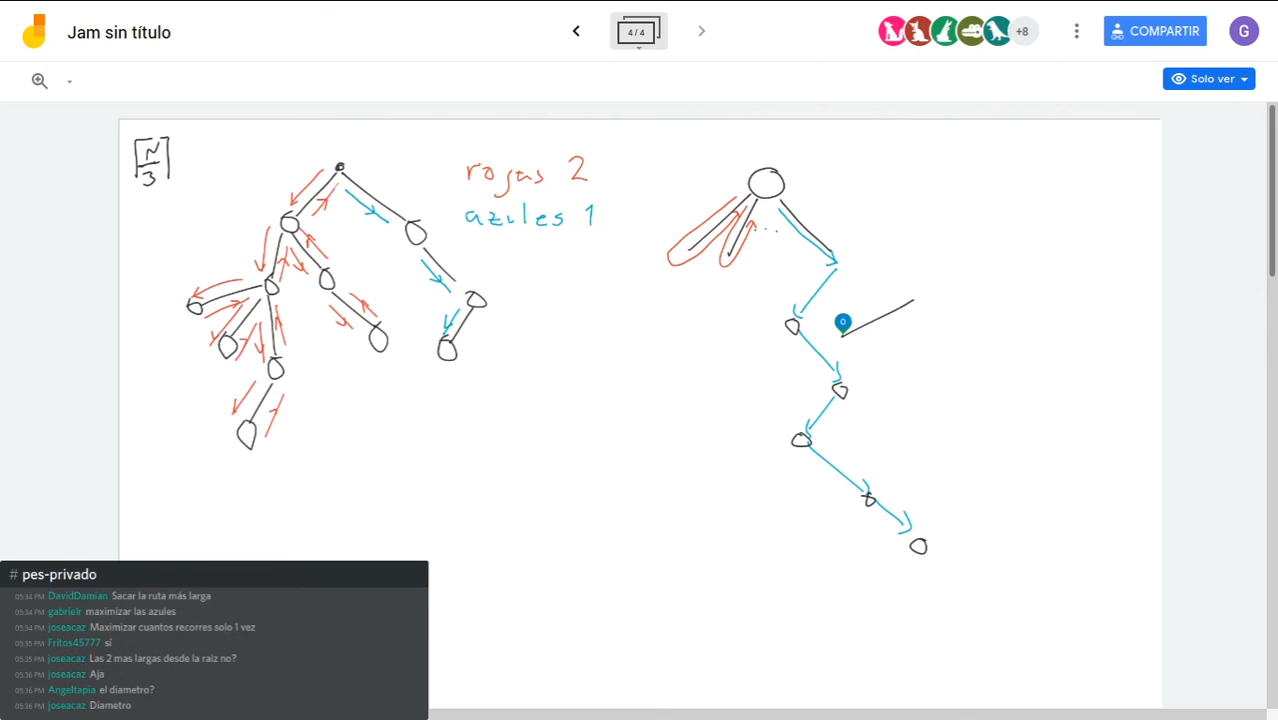 Jam sin título
4 / 4
+8
COMPARTIR
G
Solo ver
N
3
rojas 2
azules 1
0
# pes-privado
05:34 PM DavidDamian Sacar la ruta más larga
05:34 PM gabrielr maximizar las azules
05:34 PM joseacaz Maximizar cuantos recorres solo 1 vez
05:35 PM Fritos45777 sí
05:35 PM joseacaz Las 2 mas largas desde la raiz no?
05:36 PM joseacaz Aja
05:36 PM Angeltapia el diametro?
05:36 PM joseacaz Diametro